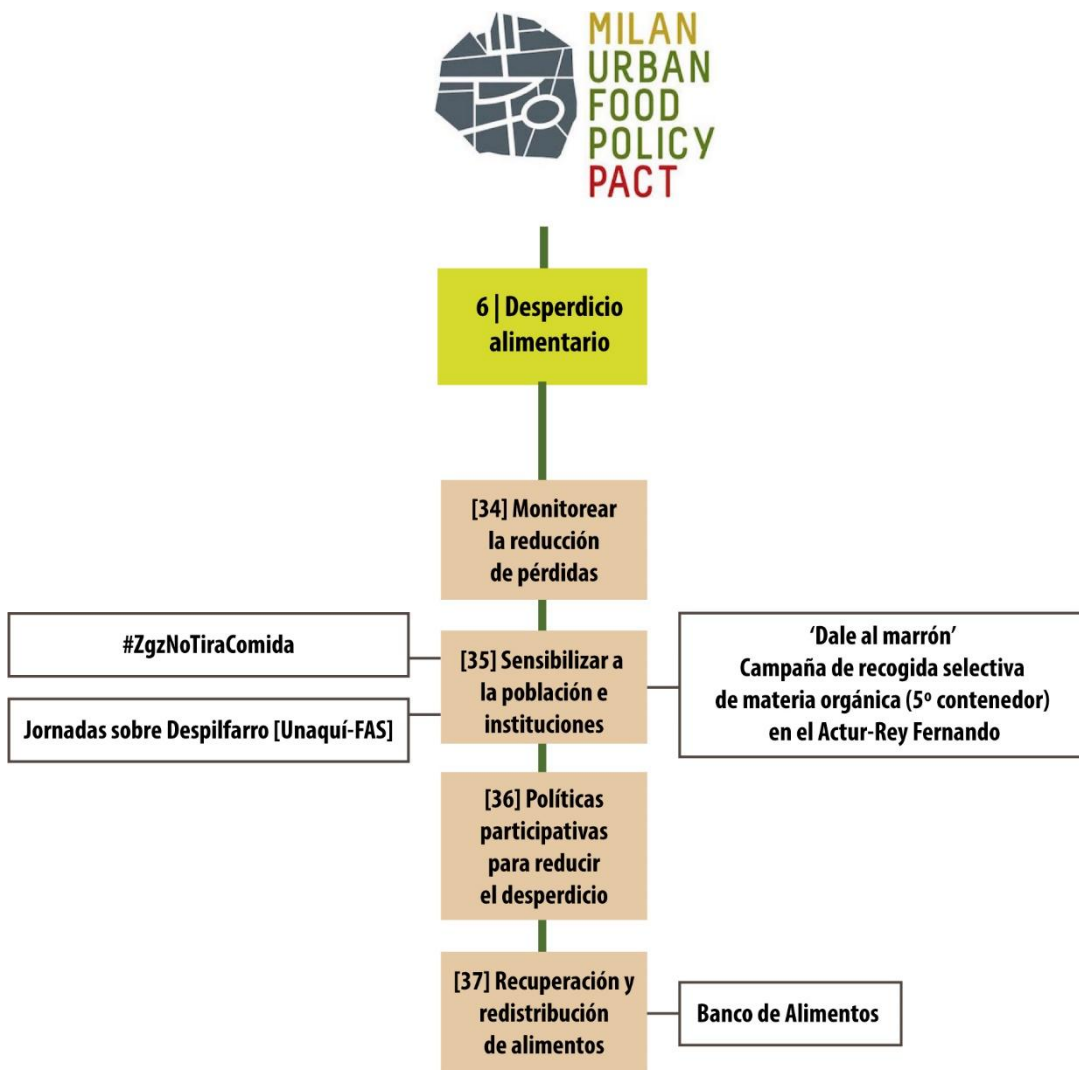 MILAN
URBAN
FOOD
POLICY
PACT
6 | Desperdicio
alimentario
[34] Monitorear
la reducción
de pérdidas
#ZgzNoTiraComida
Jornadas sobre Despilfarro [Unaquí-FAS]
[35] Sensibilizar a
la población e
instituciones
‘Dale al marrón’
Campaña de recogida selectiva
de materia orgánica (5º contenedor)
en el Actur-Rey Fernando
[36] Políticas
participativas
para reducir
el desperdicio
[37] Recuperación y
redistribución
de alimentos
Banco de Alimentos